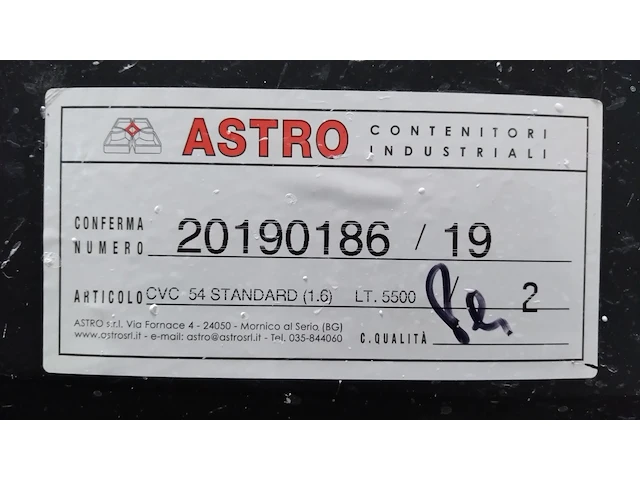 ASTRO CONTENITORI
INDUSTRIALI
CONFERMA
NUMERO 20190186 / 19
ARTICOLO CVC 54 STANDARD (1.6) LT. 5500 / 2
ASTRO s.r.l. Via Fornace 4 - 24050 - Mornico al Serio (BG)
www.astrosrl.it - e-mail: astro@astrosrl.it - Tel. 035-844060
C.QUALITÀ